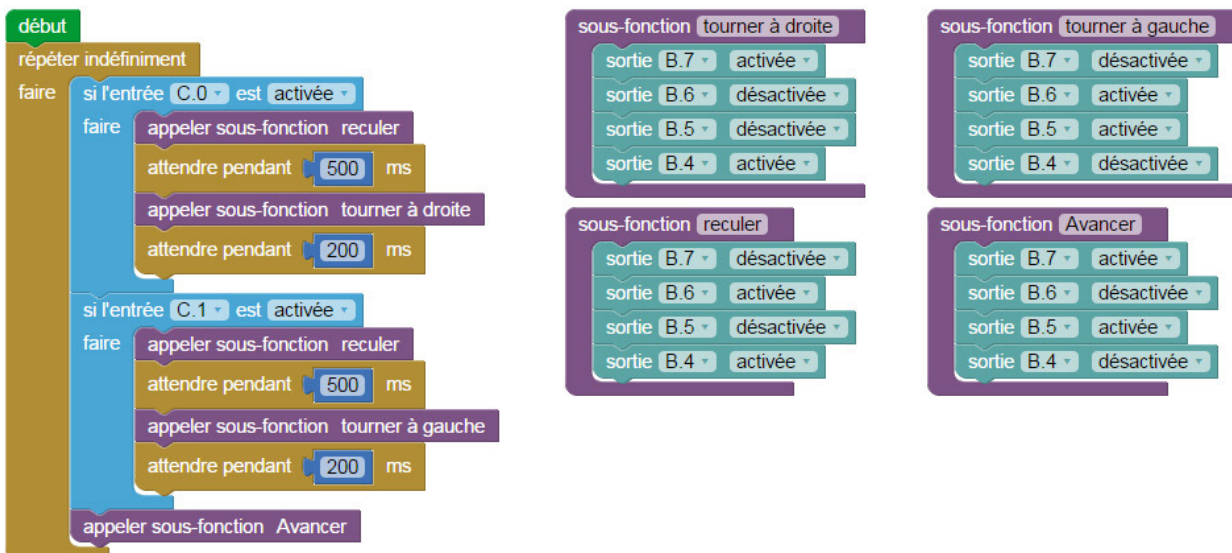 début
répéter indéfiniment
faire si l'entrée C.0 est activée
faire appeler sous-fonction reculer
attendre pendant 500 ms
appeler sous-fonction tourner à droite
attendre pendant 200 ms
si l'entrée C.1 est activée
faire appeler sous-fonction reculer
attendre pendant 500 ms
appeler sous-fonction tourner à gauche
attendre pendant 200 ms
appeler sous-fonction Avancer
sous-fonction tourner à droite
sortie B.7 activée
sortie B.6 désactivée
sortie B.5 désactivée
sortie B.4 activée
sous-fonction tourner à gauche
sortie B.7 désactivée
sortie B.6 activée
sortie B.5 activée
sortie B.4 désactivée
sous-fonction reculer
sortie B.7 désactivée
sortie B.6 activée
sortie B.5 désactivée
sortie B.4 activée
sous-fonction Avancer
sortie B.7 activée
sortie B.6 désactivée
sortie B.5 activée
sortie B.4 désactivée